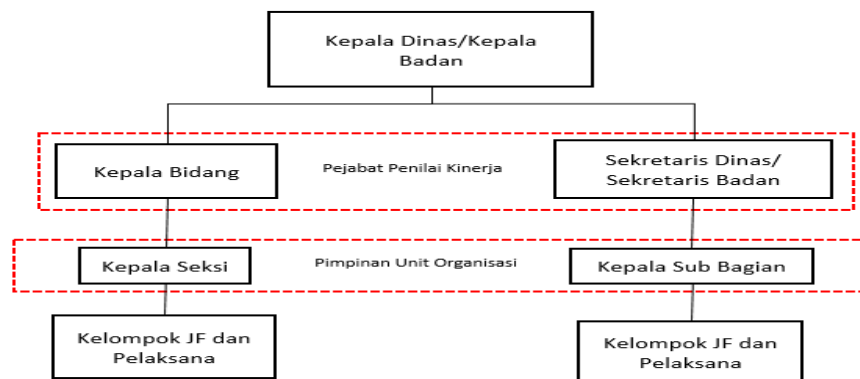 Kepala Dinas/Kepala
Badan
Kepala Bidang
Pejabat Penilai Kinerja
Sekretaris Dinas/
Sekretaris Badan
Kepala Seksi
Pimpinan Unit Organisasi
Kepala Sub Bagian
Kelompok JF dan
Pelaksana
Kelompok JF dan
Pelaksana